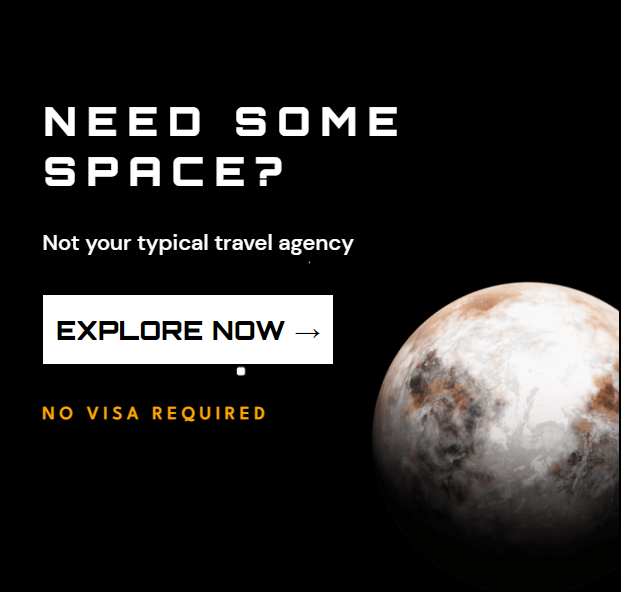 NEED SOME
SPACE?
Not your typical travel agency
EXPLORE NOW →
NO VISA REQUIRED